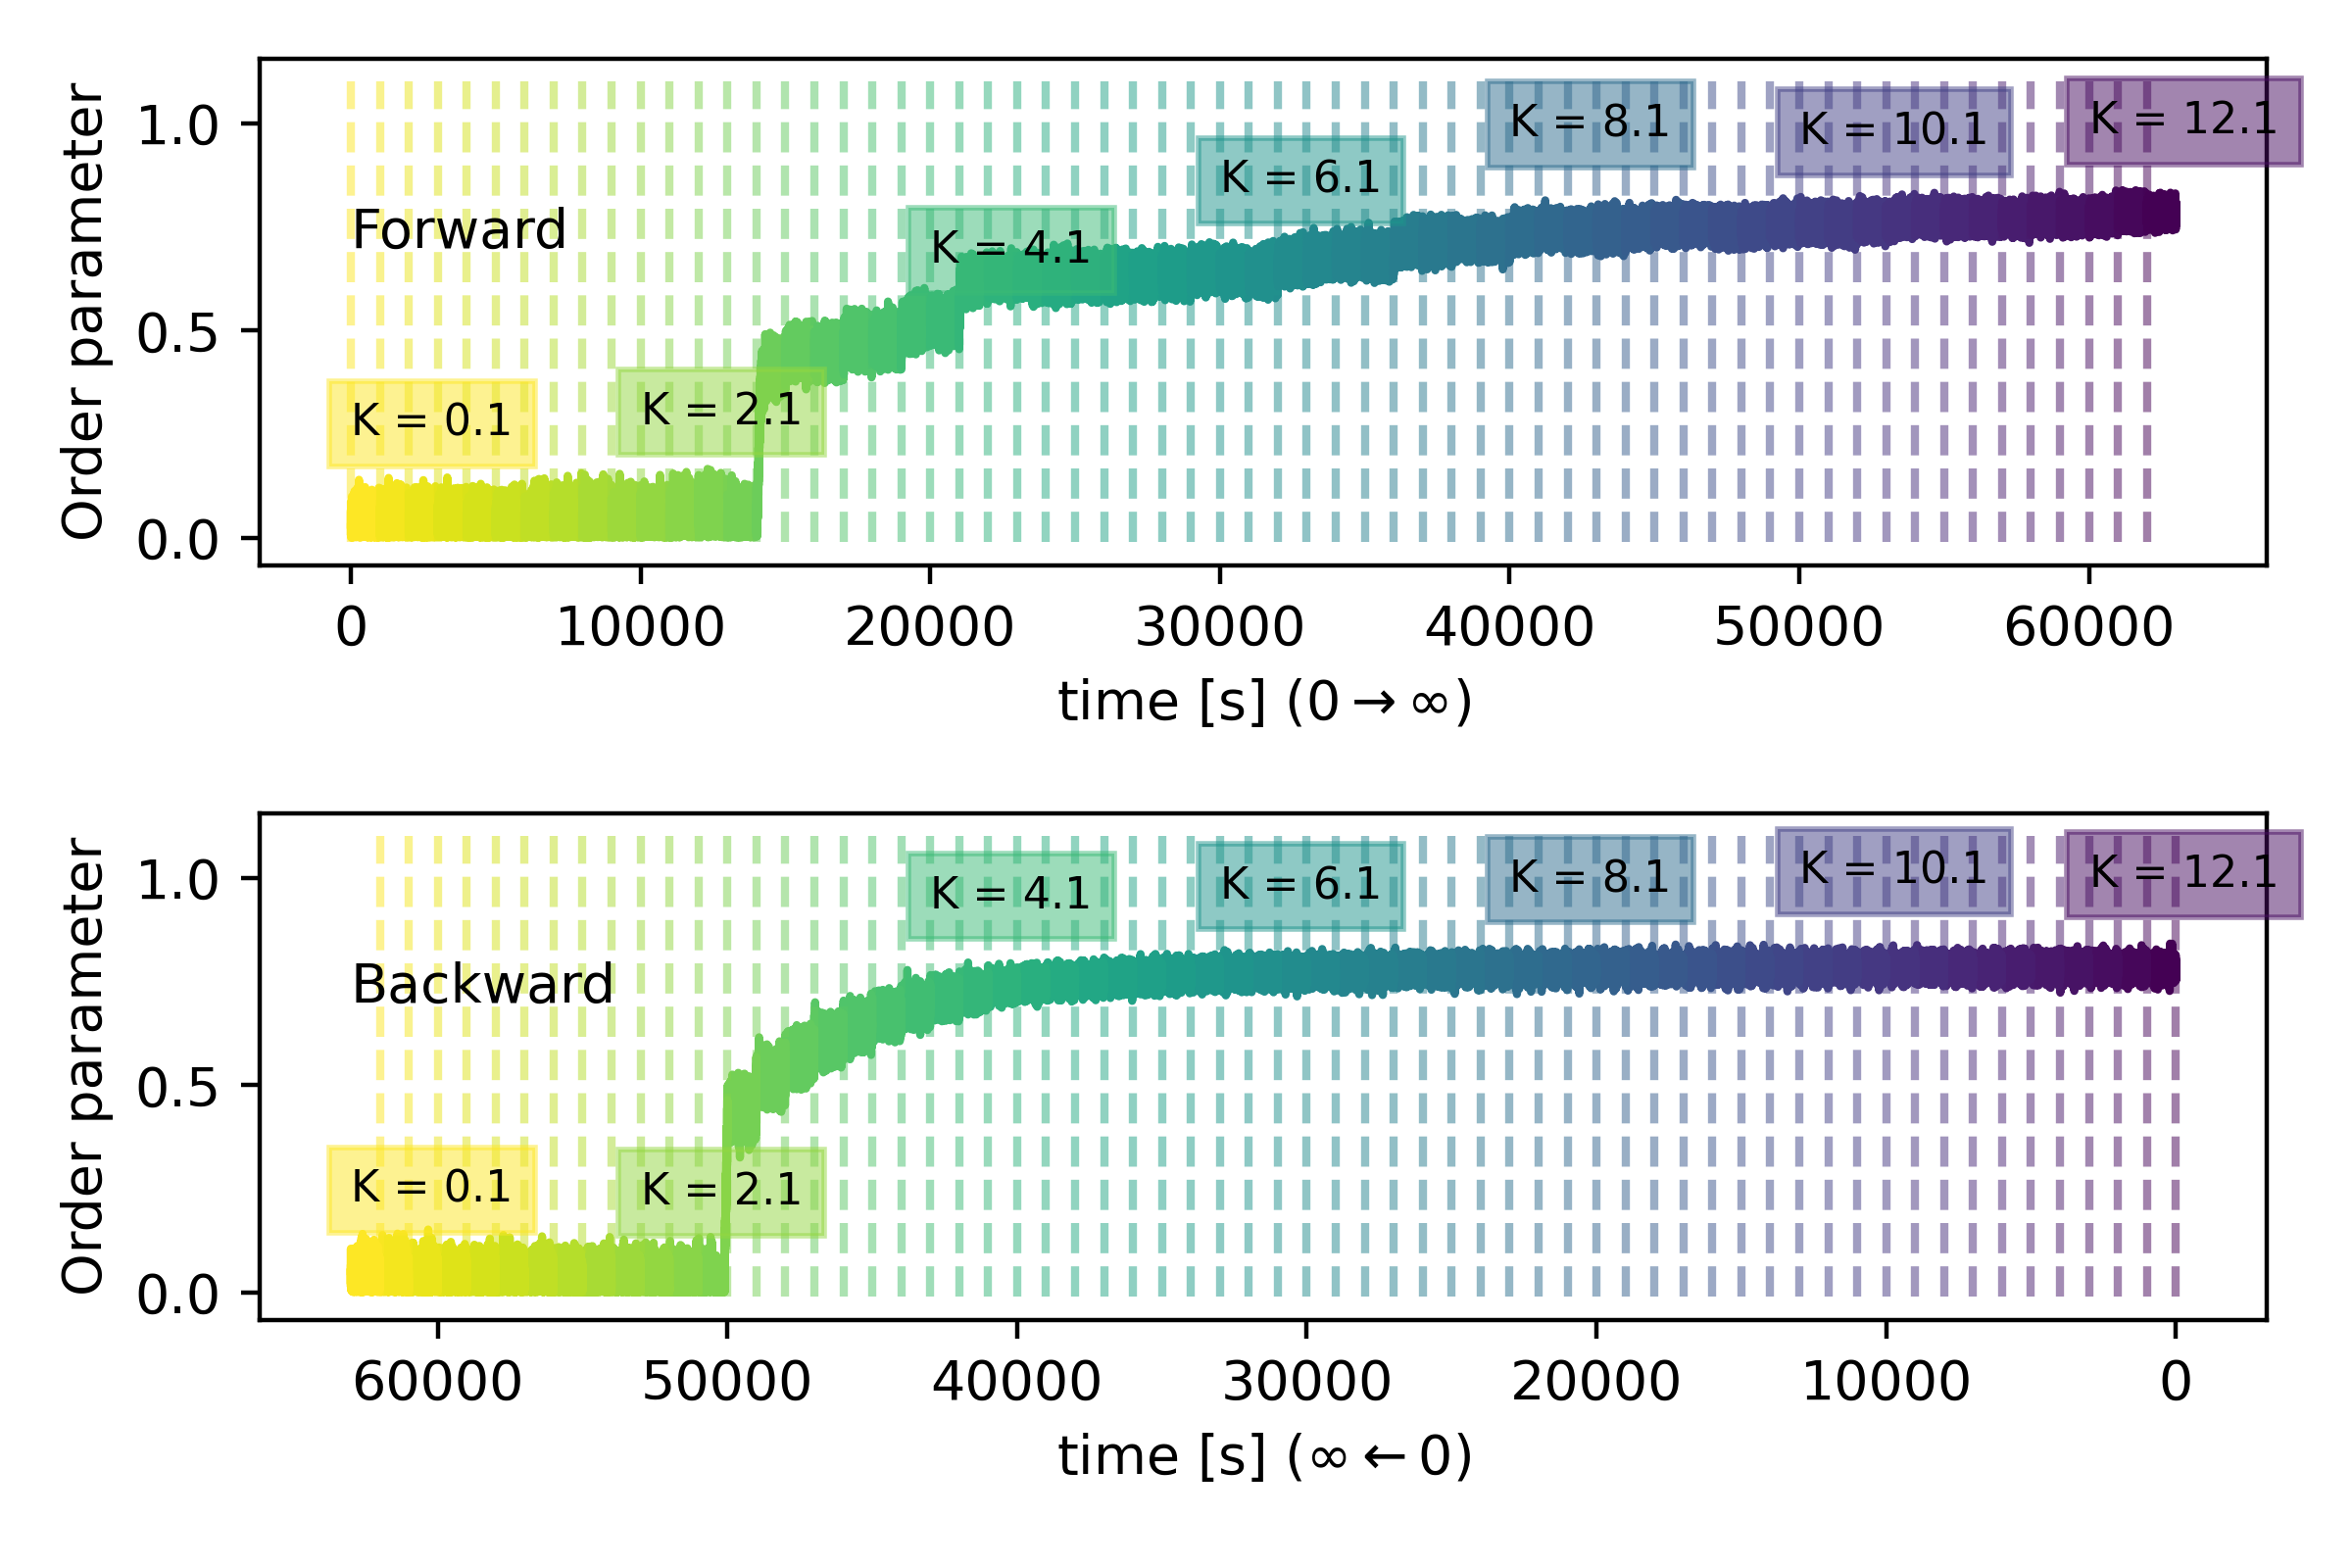 Order parameter
1.0
0.5
0.0
Forward
K = 0.1
K = 2.1
K = 4.1
K = 6.1
K = 8.1
K = 10.1
K = 12.1
0 10000 20000 30000 40000 50000 60000
time [s] (0 → ∞)
Order parameter
1.0
0.5
0.0
Backward
K = 0.1
K = 2.1
K = 4.1
K = 6.1
K = 8.1
K = 10.1
K = 12.1
60000 50000 40000 30000 20000 10000 0
time [s] (∞ ← 0)